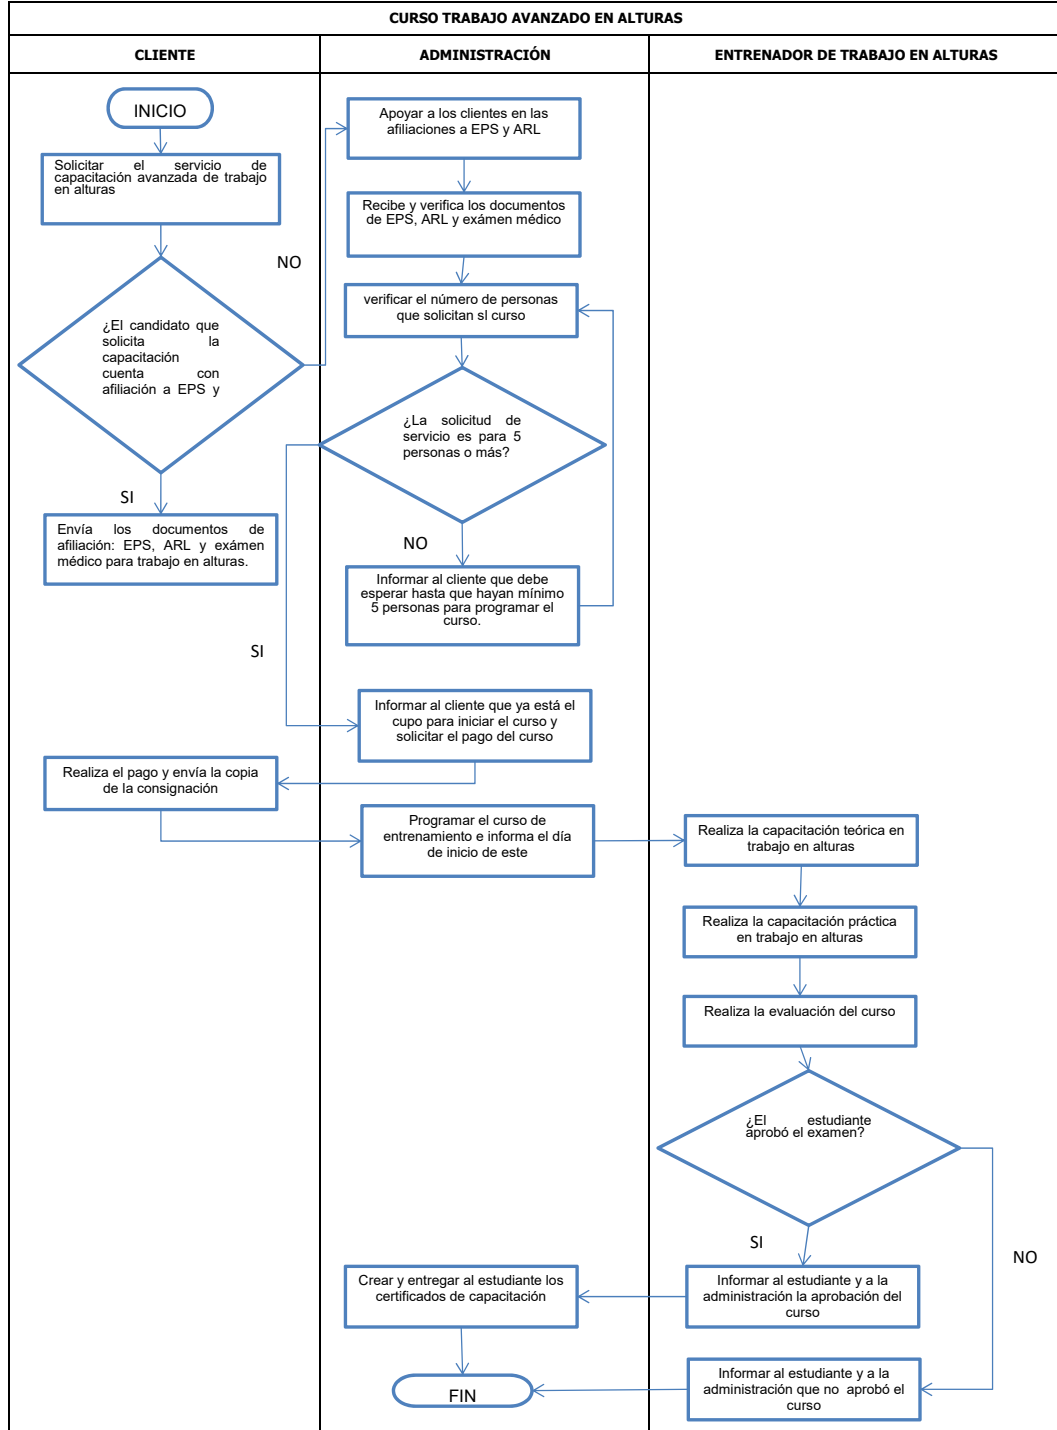 CURSO TRABAJO AVANZADO EN ALTURAS
CLIENTE
ADMINISTRACIÓN
ENTRENADOR DE TRABAJO EN ALTURAS
INICIO
Solicitar el servicio de
capacitación avanzada de trabajo
en alturas
NO
¿El candidato que
solicita la
capacitación
cuenta con
afiliación a EPS y
SI
Envía los documentos de
afiliación: EPS, ARL y exámen
médico para trabajo en alturas.
Apoyar a los clientes en las
afiliaciones a EPS y ARL
Recibe y verifica los documentos
de EPS, ARL y exámen médico
verificar el número de personas
que solicitan sl curso
¿La solicitud de
servicio es para 5
personas o más?
NO
Informar al cliente que debe
esperar hasta que hayan mínimo
5 personas para programar el
curso.
SI
Informar al cliente que ya está el
cupo para iniciar el curso y
solicitar el pago del curso
Realiza el pago y envía la copia
de la consignación
Programar el curso de
entrenamiento e informa el día
de inicio de este
Realiza la capacitación teórica en
trabajo en alturas
Realiza la capacitación práctica
en trabajo en alturas
Realiza la evaluación del curso
¿El estudiante
aprobó el examen?
SI
NO
Informar al estudiante y a la
administración la aprobación del
curso
Crear y entregar al estudiante los
certificados de capacitación
Informar al estudiante y a la
administración que no aprobó el
curso
FIN